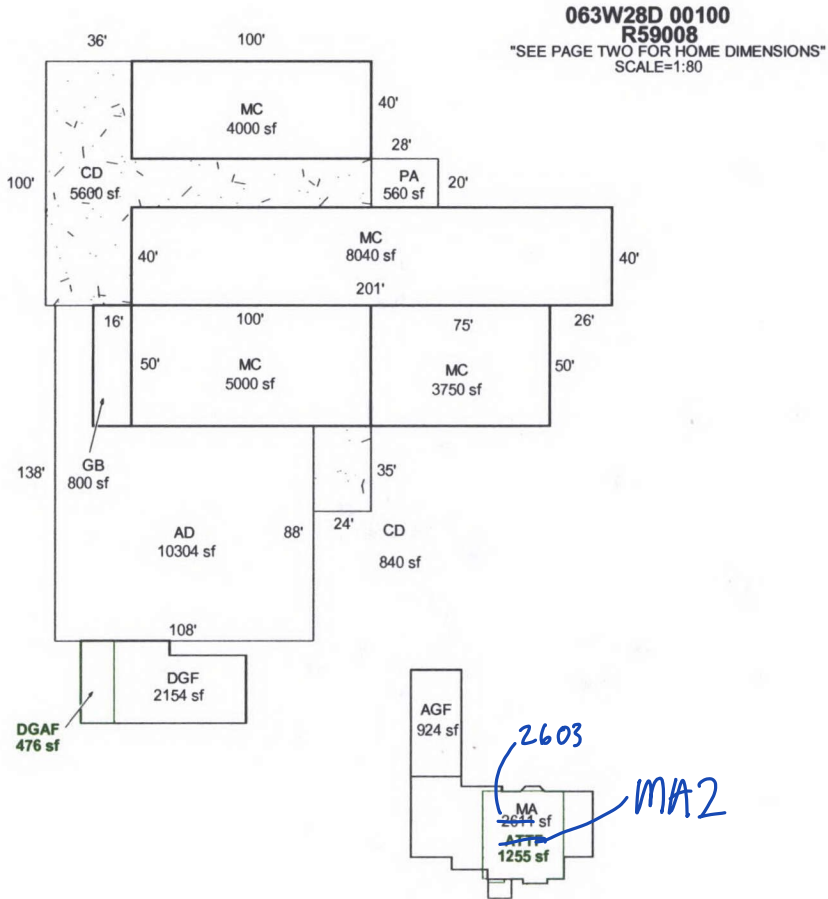 063W28D 00100
R59008
"SEE PAGE TWO FOR HOME DIMENSIONS"
SCALE=1:80
36'
100'
MC
4000 sf
40'
28'
100'
CD
5600 sf
PA
560 sf
20'
MC
8040 sf
40'
40'
201'
16'
100'
75'
26'
50'
MC
5000 sf
MC
3750 sf
50'
GB
800 sf
138'
35'
24'
AD
10304 sf
88'
CD
840 sf
108'
DGF
2154 sf
DGAF
476 sf
AGF
924 sf
2603
MA
2611 sf
ATTF
1255 sf
MA2